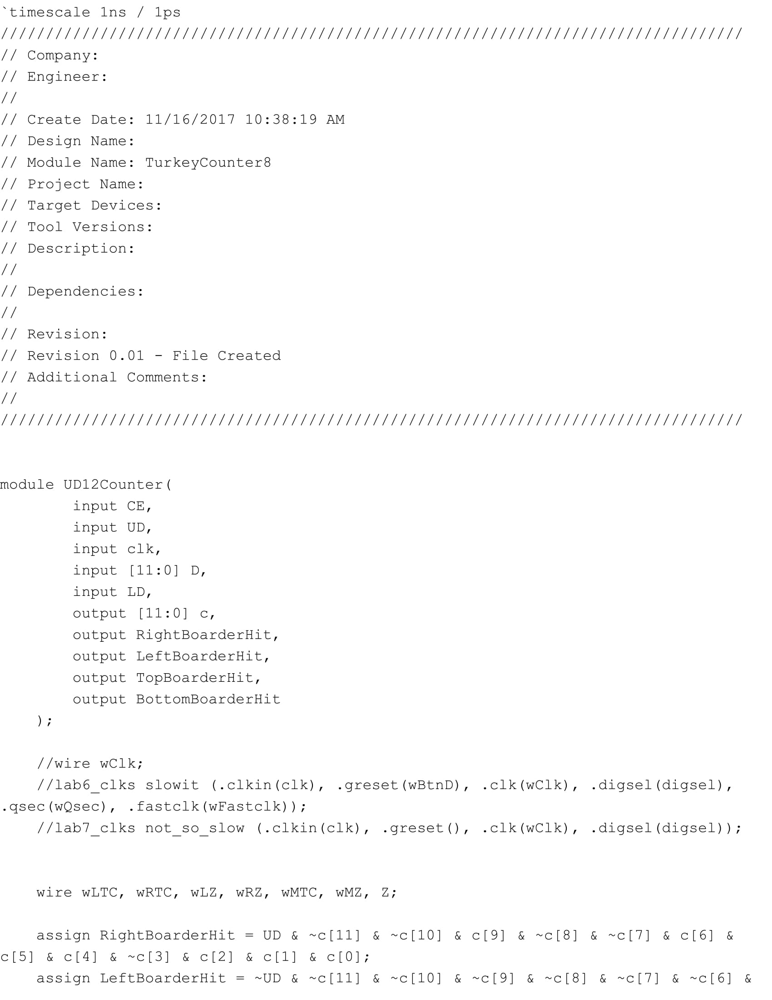 `timescale 1ns / 1ps
//////////////////////////////////////////////////////////////////////////////////
// Company:
// Engineer:
//
// Create Date: 11/16/2017 10:38:19 AM
// Design Name:
// Module Name: TurkeyCounter8
// Project Name:
// Target Devices:
// Tool Versions:
// Description:
//
// Dependencies:
//
// Revision:
// Revision 0.01 - File Created
// Additional Comments:
//
//////////////////////////////////////////////////////////////////////////////////
module UD12Counter(
        input CE,
        input UD,
        input clk,
        input [11:0] D,
        input LD,
        output [11:0] c,
        output RightBoarderHit,
        output LeftBoarderHit,
        output TopBoarderHit,
        output BottomBoarderHit
    );
    //wire wClk;
    //lab6_clks slowit (.clkin(clk), .greset(wBtnD), .clk(wClk), .digsel(digsel),
.qsec(wQsec), .fastclk(wFastclk));
    //lab7_clks not_so_slow (.clkin(clk), .greset(), .clk(wClk), .digsel(digsel));
    wire wLTC, wRTC, wLZ, wRZ, wMTC, wMZ, Z;
    assign RightBoarderHit = UD & ~c[11] & ~c[10] & c[9] & ~c[8] & ~c[7] & c[6] &
c[5] & c[4] & ~c[3] & c[2] & c[1] & c[0];
    assign LeftBoarderHit = ~UD & ~c[11] & ~c[10] & ~c[9] & ~c[8] & ~c[7] & ~c[6] &